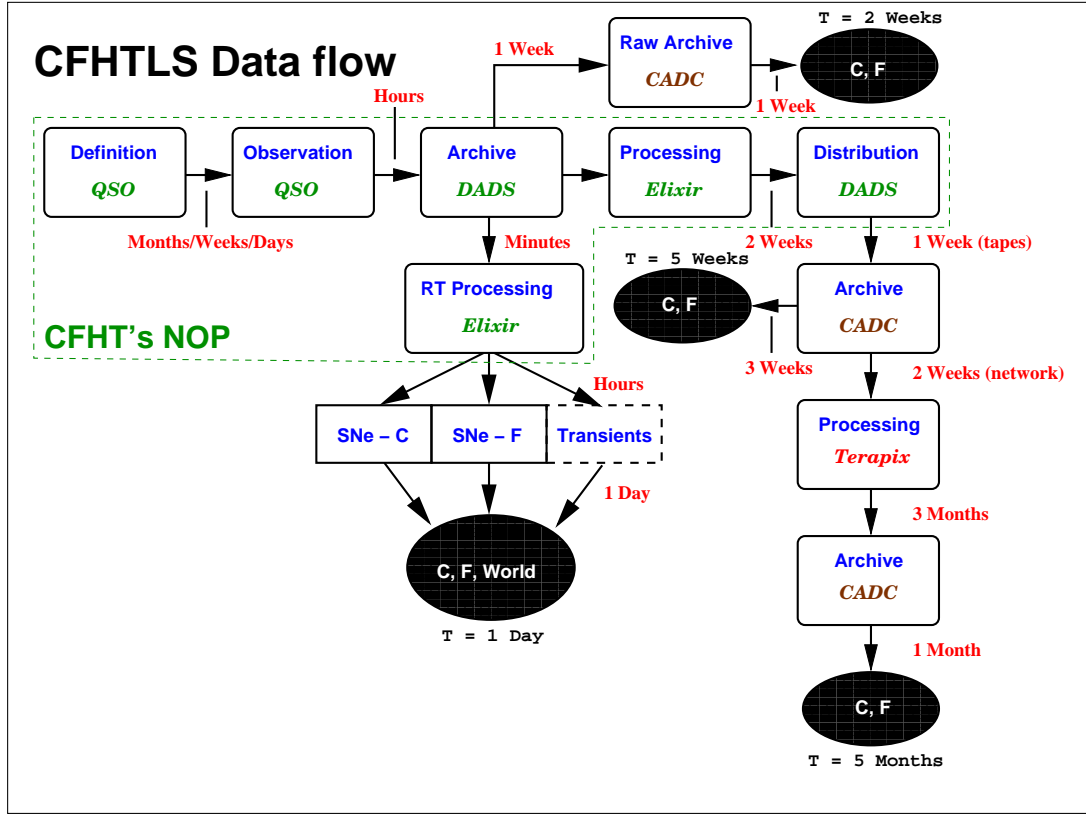 T = 2 Weeks
CFHTLS Data flow
1 Week
Raw Archive
CADC
C, F
1 Week
Hours
Definition
QSO
Observation
QSO
Archive
DADS
Processing
Elixir
Distribution
DADS
Months/Weeks/Days
Minutes
2 Weeks
1 Week (tapes)
T = 5 Weeks
RT Processing
Elixir
C, F
Archive
CADC
CFHT's NOP
3 Weeks
2 Weeks (network)
Hours
SNe – C
SNe – F
Transients
Processing
Terapix
1 Day
3 Months
C, F, World
T = 1 Day
Archive
CADC
1 Month
C, F
T = 5 Months